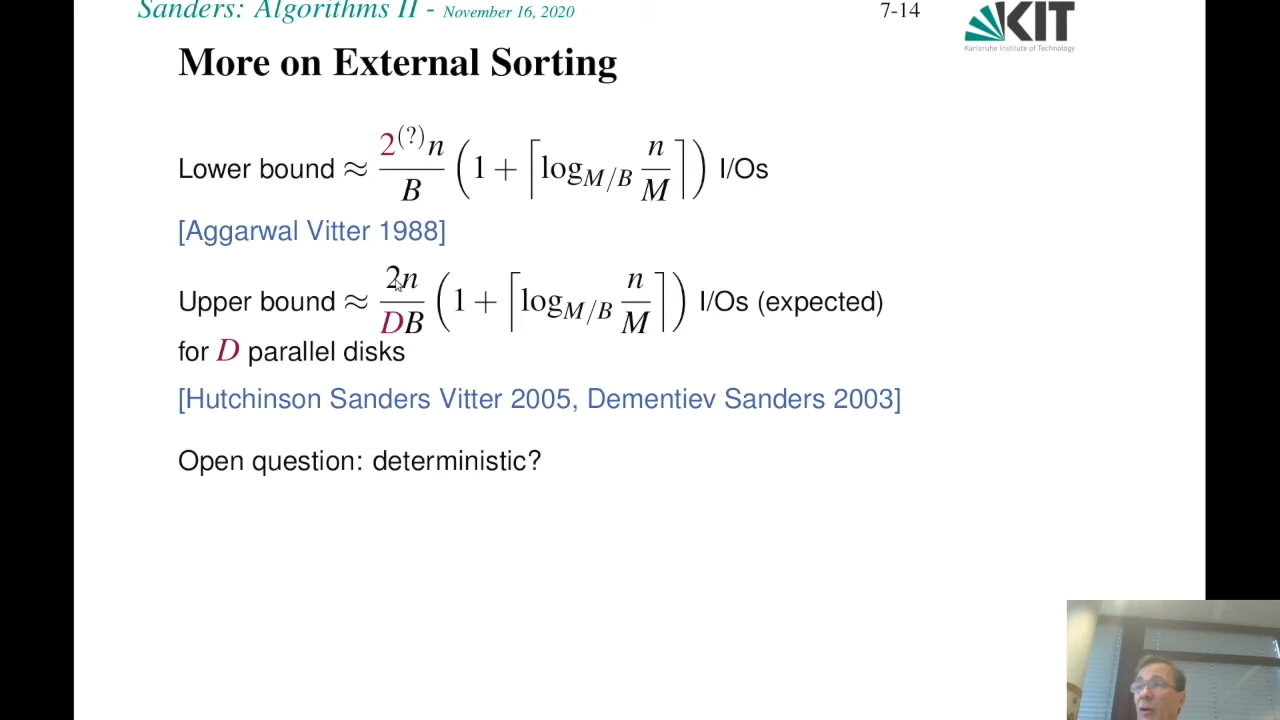 Sanders: Algorithms II - November 16, 2020 7-14
KIT
Karlsruhe Institute of Technology
More on External Sorting
Lower bound ≈ 2^(?)n/B (1 + ⌈log_{M/B} n/M⌉) I/Os
[Aggarwal Vitter 1988]
Upper bound ≈ 2n/DB (1 + ⌈log_{M/B} n/M⌉) I/Os (expected)
for D parallel disks
[Hutchinson Sanders Vitter 2005, Dementiev Sanders 2003]
Open question: deterministic?